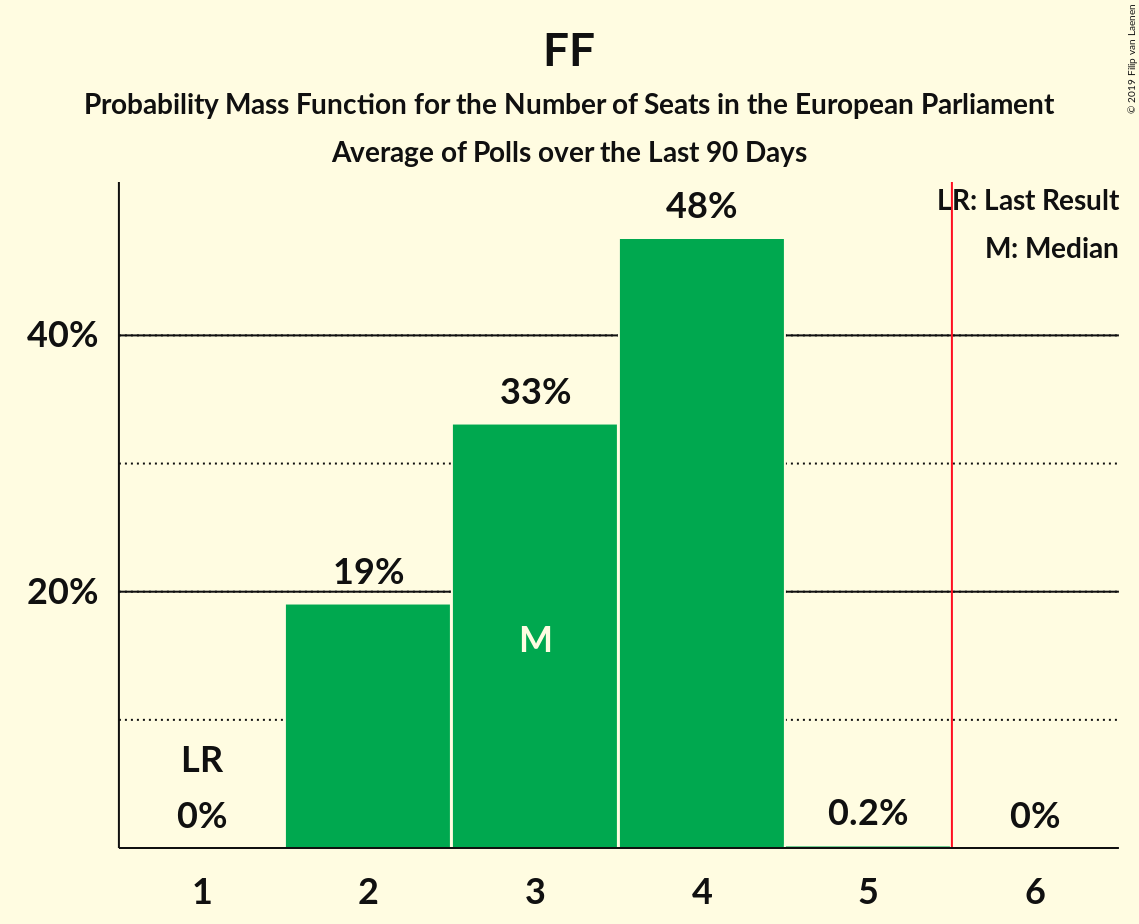 FF
Probability Mass Function for the Number of Seats in the European Parliament
Average of Polls over the Last 90 Days
© 2019 Filip van Laenen
LR: Last Result
M: Median
48%
40%
33%
19%
20%
M
LR
0%
0.2%
0%
1 2 3 4 5 6